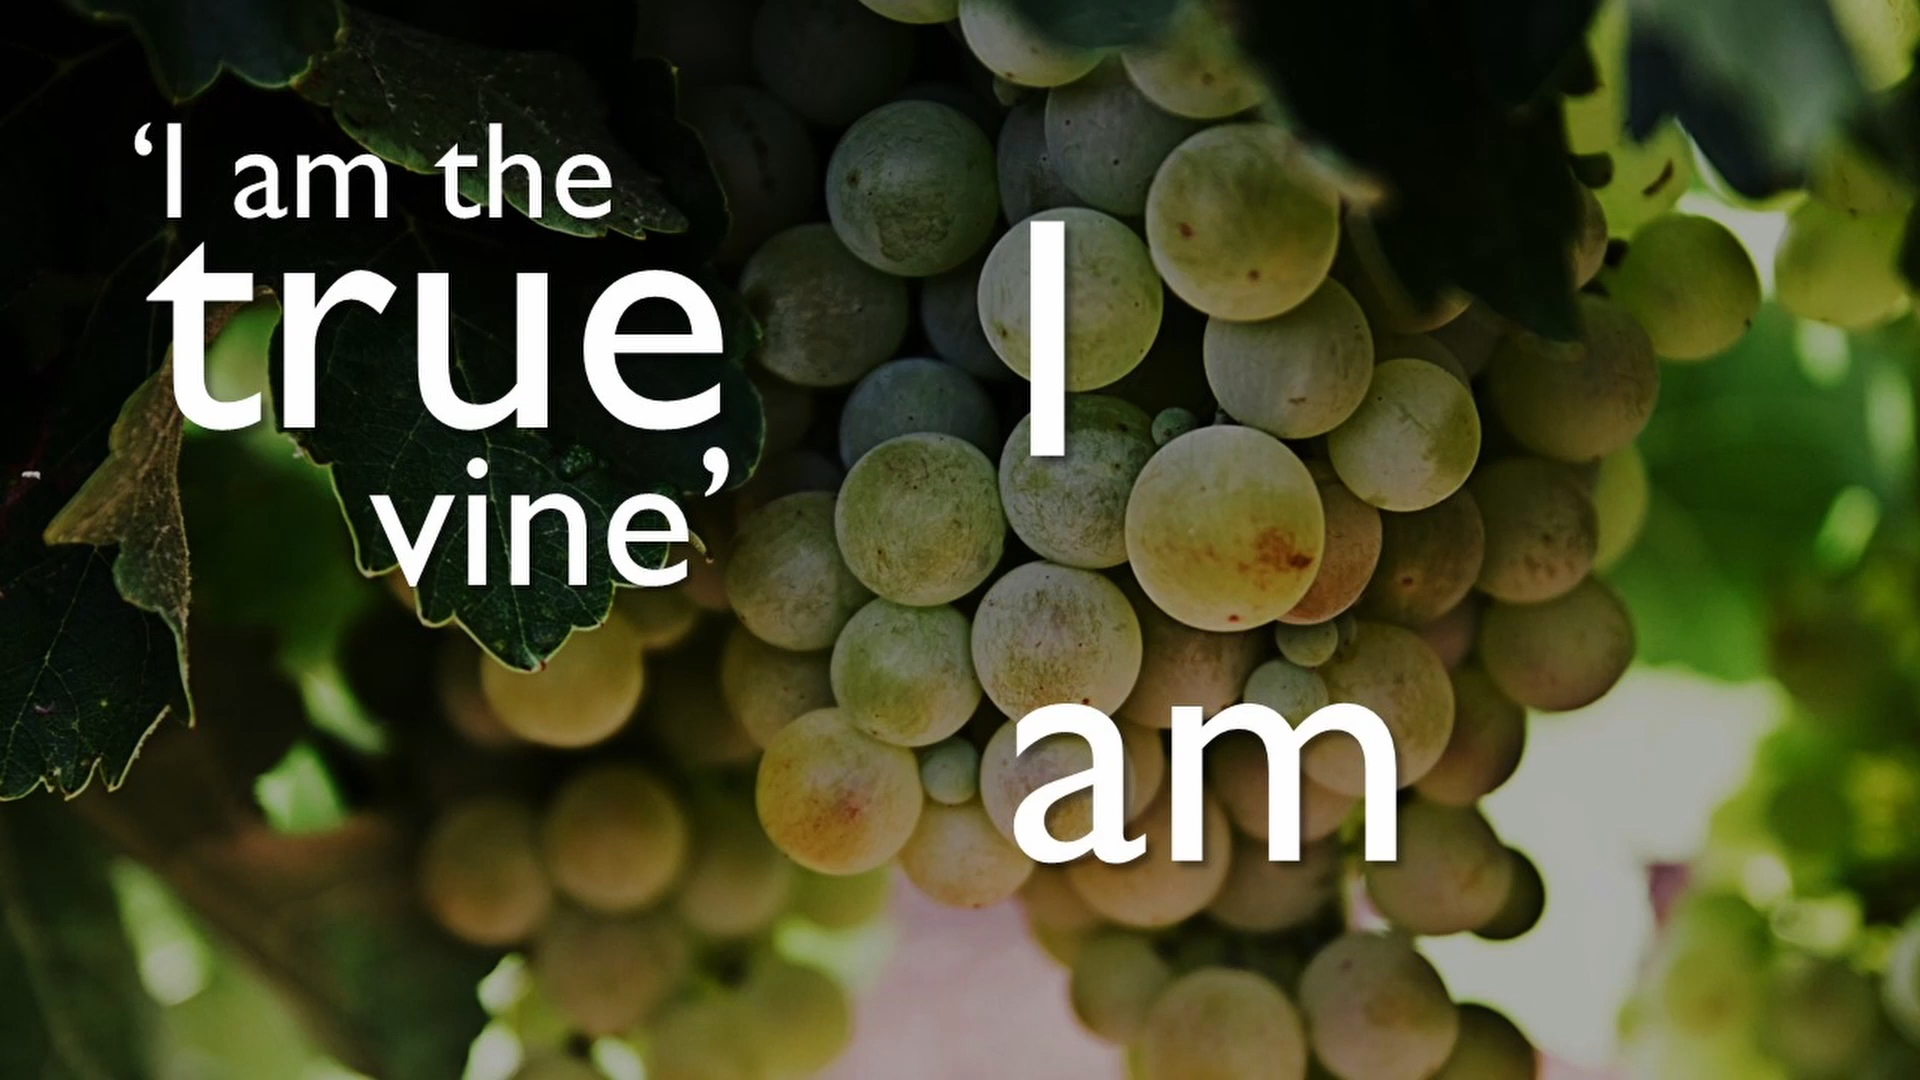 ‘I am the
true
vine’
I
am